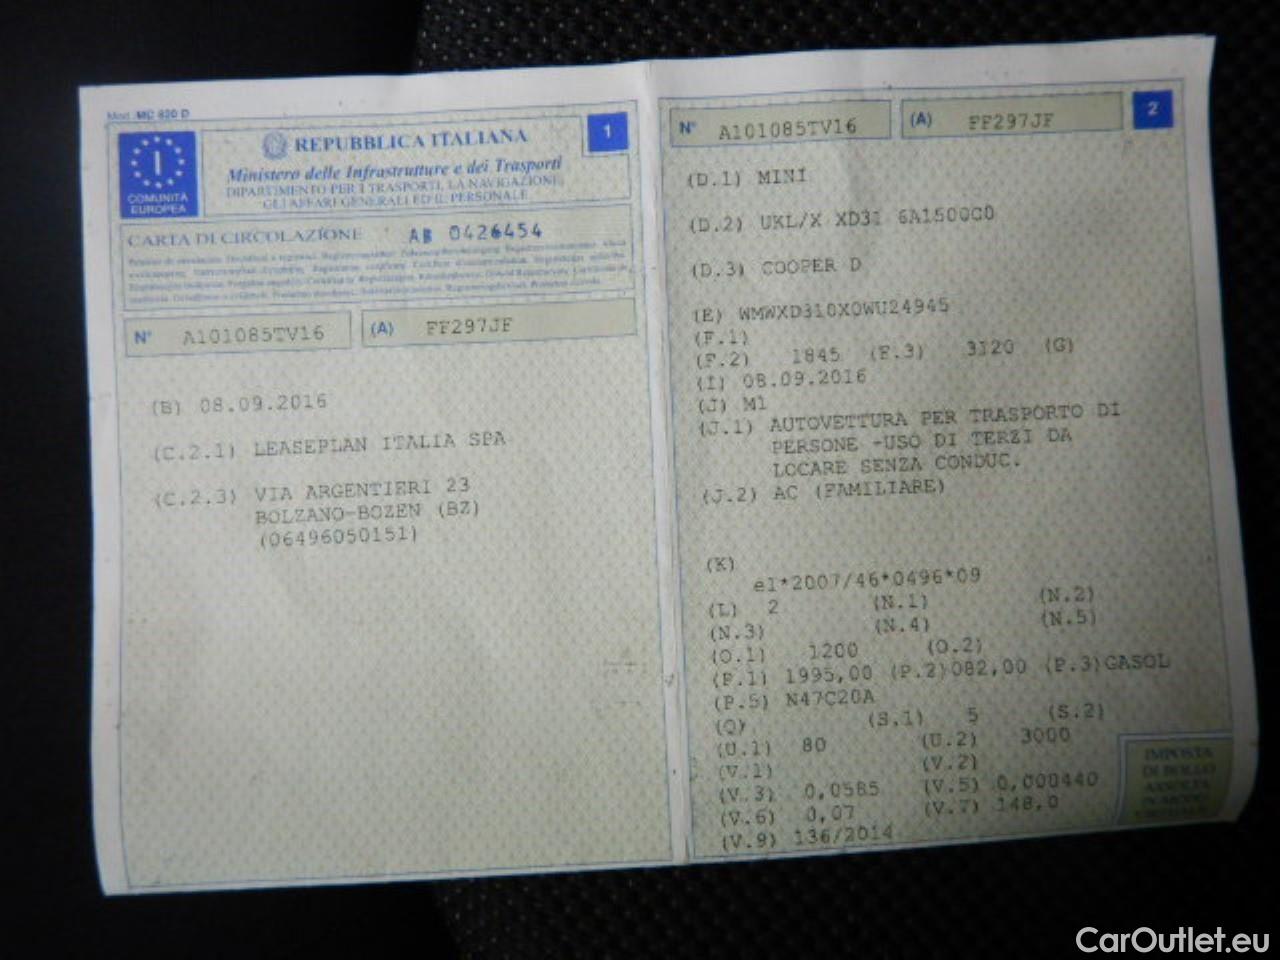 Mod. MC 820 D
I
COMUNITÀ
EUROPEA
REPUBBLICA ITALIANA
1
Ministero delle Infrastrutture e dei Trasporti
DIPARTIMENTO PER I TRASPORTI, LA NAVIGAZIONE,
GLI AFFARI GENERALI ED IL PERSONALE
CARTA DI CIRCOLAZIONE AB 0426454
N° A101085TV16 (A) FF297JF
(B) 08.09.2016
(C.2.1) LEASEPLAN ITALIA SPA
(C.2.3) VIA ARGENTIERI 23
BOLZANO-BOZEN (BZ)
(06496050151)
N° A101085TV16 (A) FF297JF
2
(D.1) MINI
(D.2) UKL/X XD31 6A1500C0
(D.3) COOPER D
(E) WMWXD310X0WU24945
(F.1)
(F.2) 1845 (F.3) 3120 (G)
(I) 08.09.2016
(J) M1
(J.1) AUTOVETTURA PER TRASPORTO DI
PERSONE -USO DI TERZI DA
LOCARE SENZA CONDUC.
(J.2) AC (FAMILIARE)
(K)
e1*2007/46*0496*09
(L) 2 (N.1) (N.2)
(N.3) (N.4) (N.5)
(O.1) 1200 (O.2)
(P.1) 1995,00 (P.2)082,00 (P.3)GASOL
(P.5) N47C20A
(Q) (S.1) 5 (S.2)
(U.1) 80 (U.2) 3000
(V.1) (V.2)
(V.3) 0,0585 (V.5) 0,000440
(V.6) 0,07 (V.7) 148,0
(V.9) 136/2014
IMPOSTA
DI BOLLO
ASSOLTA
IN MODO
VIRTUALE
CarOutlet.eu